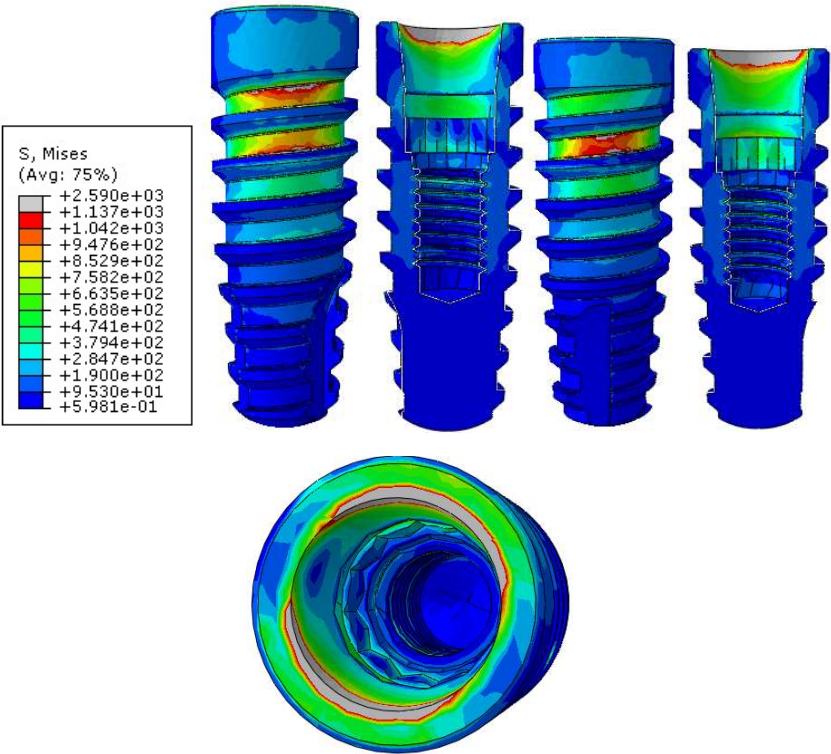 S, Mises
(Avg: 75%)
+2.590e+03
+1.137e+03
+1.042e+03
+9.476e+02
+8.529e+02
+7.582e+02
+6.635e+02
+5.688e+02
+4.741e+02
+3.794e+02
+2.847e+02
+1.900e+02
+9.530e+01
+5.981e-01